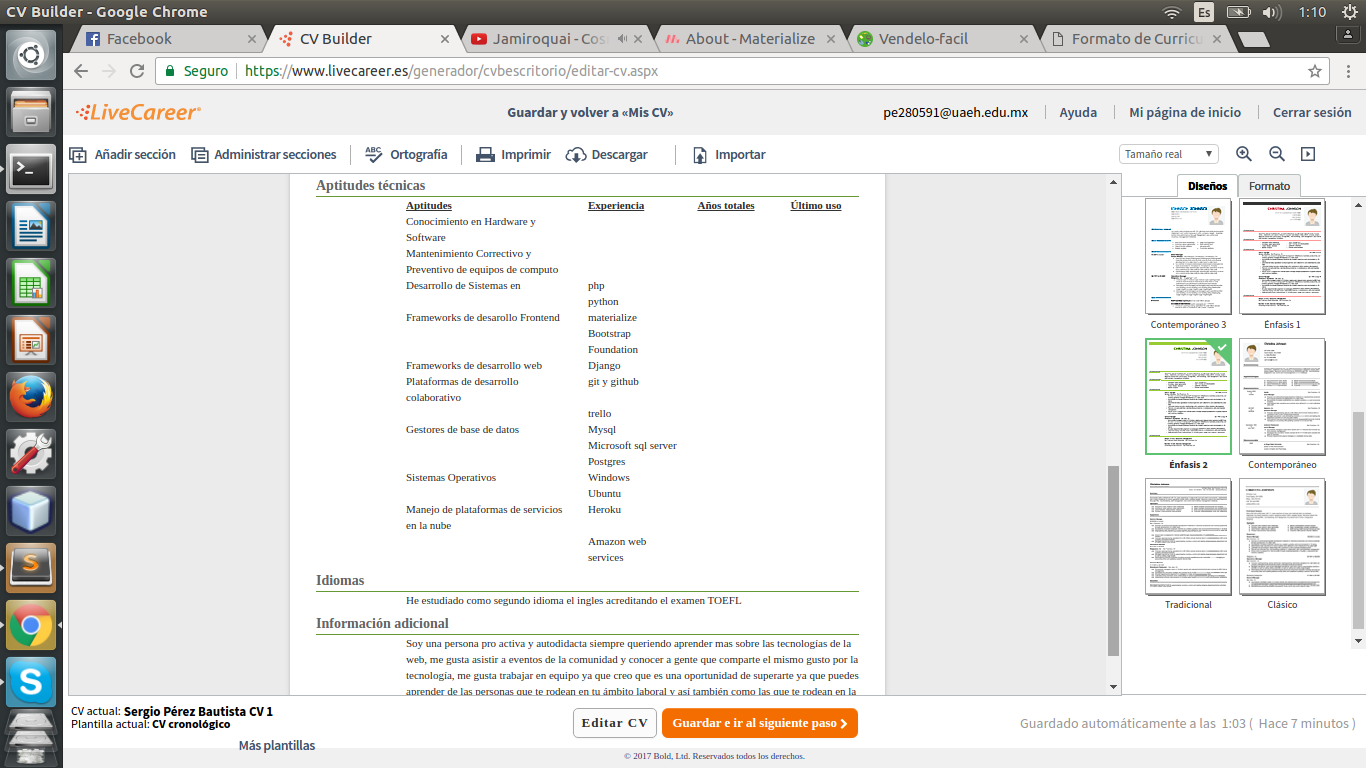 CV Builder - Google Chrome
Es
1:10
Facebook
CV Builder
Jamiroquai - Cos
About - Materialize
Vendelo-facil
Formato de Curricu
Seguro
https://www.livecareer.es/generador/cvbescritorio/editar-cv.aspx
LiveCareer®
Guardar y volver a «Mis CV»
pe280591@uaeh.edu.mx
Ayuda
Mi página de inicio
Cerrar sesión
Añadir sección
Administrar secciones
ABC
Ortografía
Imprimir
Descargar
Importar
Tamaño real
Diseños
Formato
Aptitudes técnicas
Aptitudes Experiencia Años totales Último uso
Conocimiento en Hardware y
Software
Mantenimiento Correctivo y
Preventivo de equipos de computo
Desarrollo de Sistemas en php
python
Frameworks de desarollo Frontend materialize
Bootstrap
Foundation
Frameworks de desarrollo web Django
Plataformas de desarrollo git y github
colaborativo
trello
Gestores de base de datos Mysql
Microsoft sql server
Postgres
Sistemas Operativos Windows
Ubuntu
Manejo de plataformas de servicios Heroku
en la nube
Amazon web
services
Idiomas
He estudiado como segundo idioma el ingles acreditando el examen TOEFL
Información adicional
Soy una persona pro activa y autodidacta siempre queriendo aprender mas sobre las tecnologías de la
web, me gusta asistir a eventos de la comunidad y conocer a gente que comparte el mismo gusto por la
tecnología, me gusta trabajar en equipo ya que creo que es una oportunidad de superarte ya que puedes
aprender de las personas que te rodean en tu ámbito laboral y así también como las que te rodean en la
CHRISTINA JOHNSON
Contemporáneo 3
CHRISTINA JOHNSON
Énfasis 1
CHRISTINA JOHNSON
Énfasis 2
Christina Johnson
Contemporáneo
Tradicional
Clásico
CV actual: Sergio Pérez Bautista CV 1
Plantilla actual: CV cronológico
Más plantillas
Editar CV
Guardar e ir al siguiente paso
Guardado automáticamente a las 1:03 ( Hace 7 minutos )
© 2017 Bold, Ltd. Reservados todos los derechos.